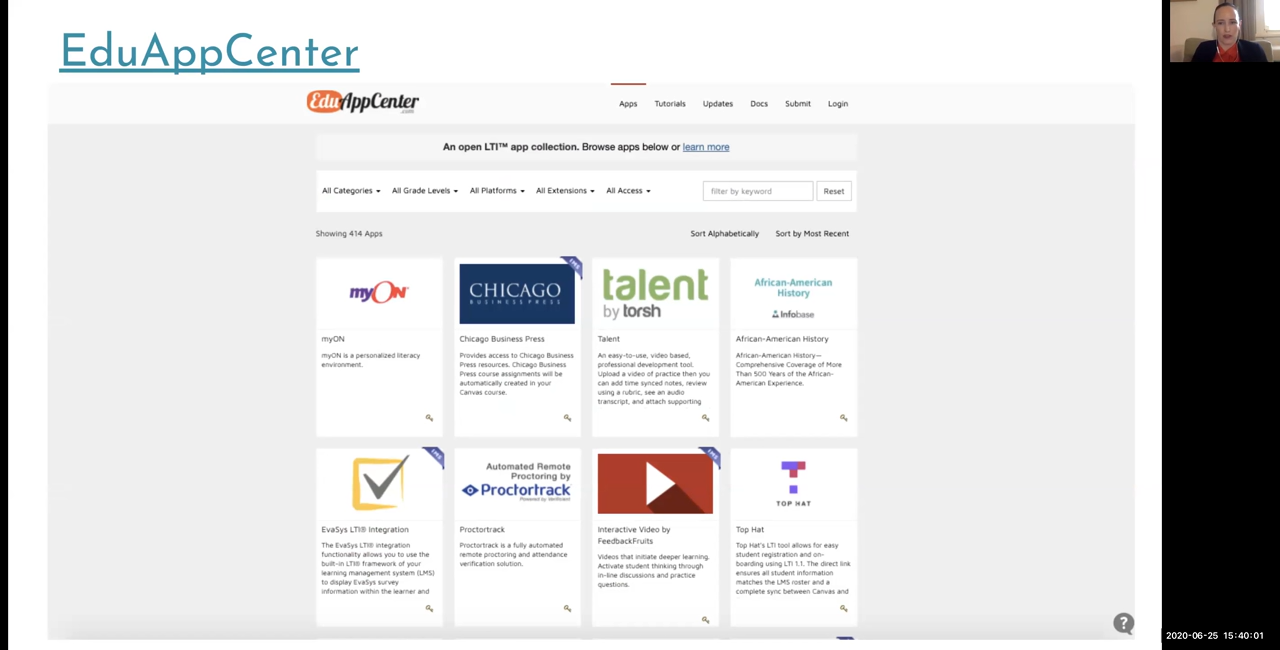 EduAppCenter
EduAppCenter
.com
Apps
Tutorials
Updates
Docs
Submit
Login
An open LTI™ app collection. Browse apps below or learn more
All Categories
All Grade Levels
All Platforms
All Extensions
All Access
filter by keyword
Reset
Showing 414 Apps
Sort Alphabetically
Sort by Most Recent
myON
myON
myON is a personalized literacy
environment.
FREE
CHICAGO
BUSINESS PRESS
Chicago Business Press
Provides access to Chicago Business
Press resources. Chicago Business
Press course assignments will be
automatically created in your
Canvas course.
talent
by torsh
Talent
An easy-to-use, video based,
professional development tool.
Upload a video of practice then you
can add time synced notes, review
using a rubric, see an audio
transcript, and attach supporting
African-American
History
Infobase
African-American History
African-American History—
Comprehensive Coverage of More
Than 500 Years of the African-
American Experience.
FREE
EvaSys LTI® Integration
The EvaSys LTI® integration
functionality allows you to use the
built-in LTI® framework of your
learning management system (LMS)
to display EvaSys survey
information within the learner and
Automated Remote
Proctoring by
Proctortrack
Powered by Verificient
Proctortrack
Proctortrack is a fully automated
remote proctoring and attendance
verification solution.
FREE
Interactive Video by
FeedbackFruits
Videos that initiate deeper learning.
Activate student thinking through
in-line discussions and practice
questions.
TOP HAT
Top Hat
Top Hat's LTI tool allows for easy
student registration and on-
boarding using LTI 1.1. The direct link
ensures all student information
matches the LMS roster and a
complete sync between Canvas and
?
2020-06-25 15:40:01